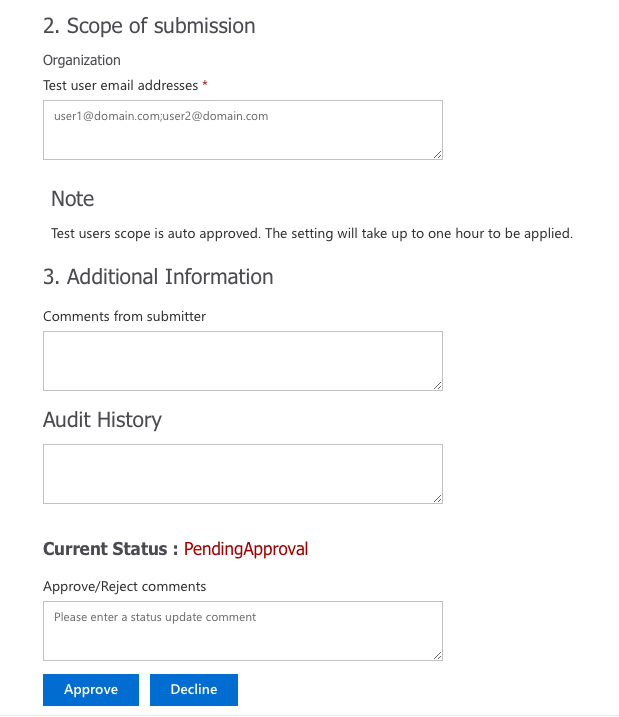 2. Scope of submission
Organization
Test user email addresses *
user1@domain.com;user2@domain.com
Note
Test users scope is auto approved. The setting will take up to one hour to be applied.
3. Additional Information
Comments from submitter
Audit History
Current Status : PendingApproval
Approve/Reject comments
Please enter a status update comment
Approve
Decline